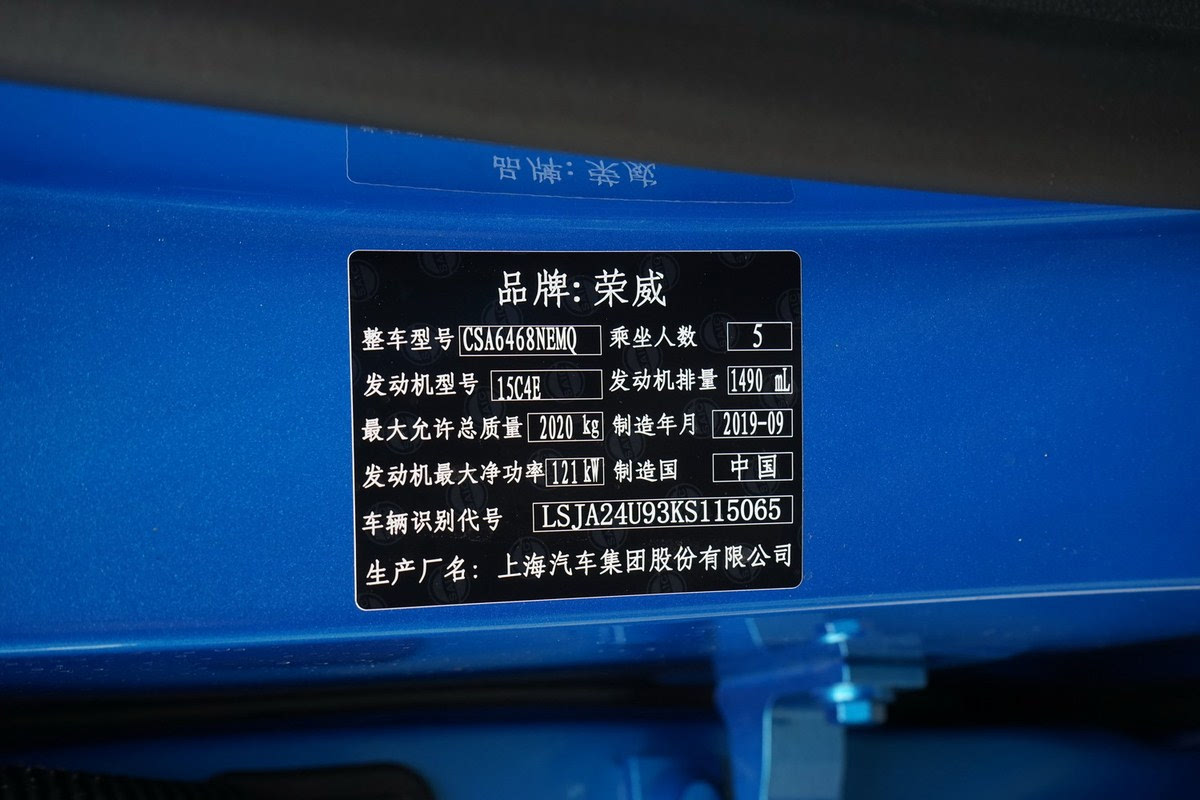 品牌: 荣威
品牌: 荣威
整车型号 CSA6468NEMQ 乘坐人数 5
发动机型号 15C4E 发动机排量 1490 mL
最大允许总质量 2020 kg 制造年月 2019-09
发动机最大净功率 121 kW 制造国 中国
车辆识别代号 LSJA24U93KS115065
生产厂名: 上海汽车集团股份有限公司